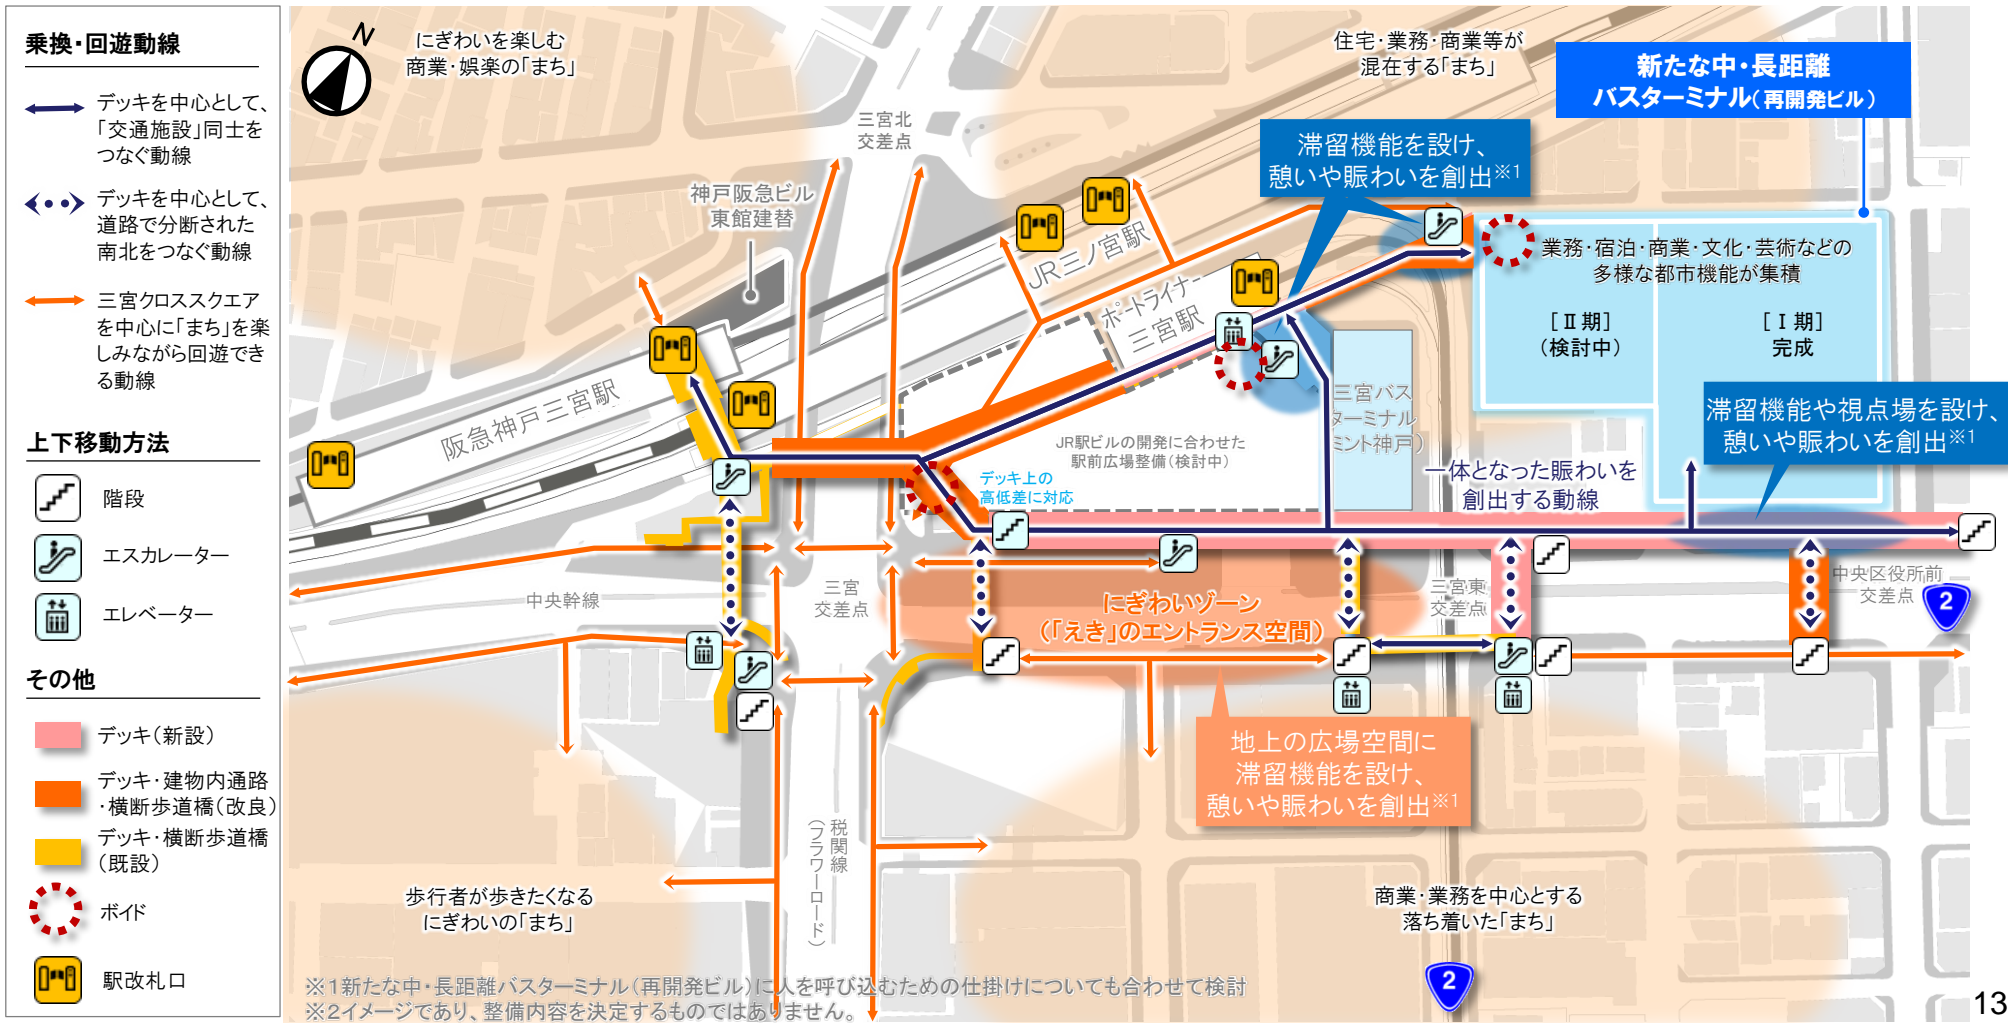 乗換・回遊動線
デッキを中心として、
「交通施設」同士を
つなぐ動線
デッキを中心として、
道路で分断された
南北をつなぐ動線
三宮クロススクエア
を中心に「まち」を楽
しみながら回遊でき
る動線
上下移動方法
階段
エスカレーター
エレベーター
その他
デッキ(新設)
デッキ・建物内通路
・横断歩道橋(改良)
デッキ・横断歩道橋
(既設)
ボイド
駅改札口
N
にぎわいを楽しむ
商業・娯楽の「まち」
住宅・業務・商業等が
混在する「まち」
新たな中・長距離
バスターミナル(再開発ビル)
三宮北
交差点
滞留機能を設け、
憩いや賑わいを創出※1
神戸阪急ビル
東館建替
JR三ノ宮駅
ポートライナー
三宮駅
業務・宿泊・商業・文化・芸術などの
多様な都市機能が集積
[Ⅱ期]
(検討中)
[Ⅰ期]
完成
阪急神戸三宮駅
三宮バス
ターミナル
ミント神戸)
JR駅ビルの開発に合わせた
駅前広場整備(検討中)
滞留機能や視点場を設け、
憩いや賑わいを創出※1
デッキ上の
高低差に対応
一体となった賑わいを
創出する動線
中央幹線
三宮
交差点
にぎわいゾーン
(「えき」のエントランス空間)
三宮東
交差点
中央区役所前
交差点
2
地上の広場空間に
滞留機能を設け、
憩いや賑わいを創出※1
税関線
(フラワーロード)
歩行者が歩きたくなる
にぎわいの「まち」
商業・業務を中心とする
落ち着いた「まち」
2
※1新たな中・長距離バスターミナル(再開発ビル)に人を呼び込むための仕掛けについても合わせて検討
※2イメージであり、整備内容を決定するものではありません。
13